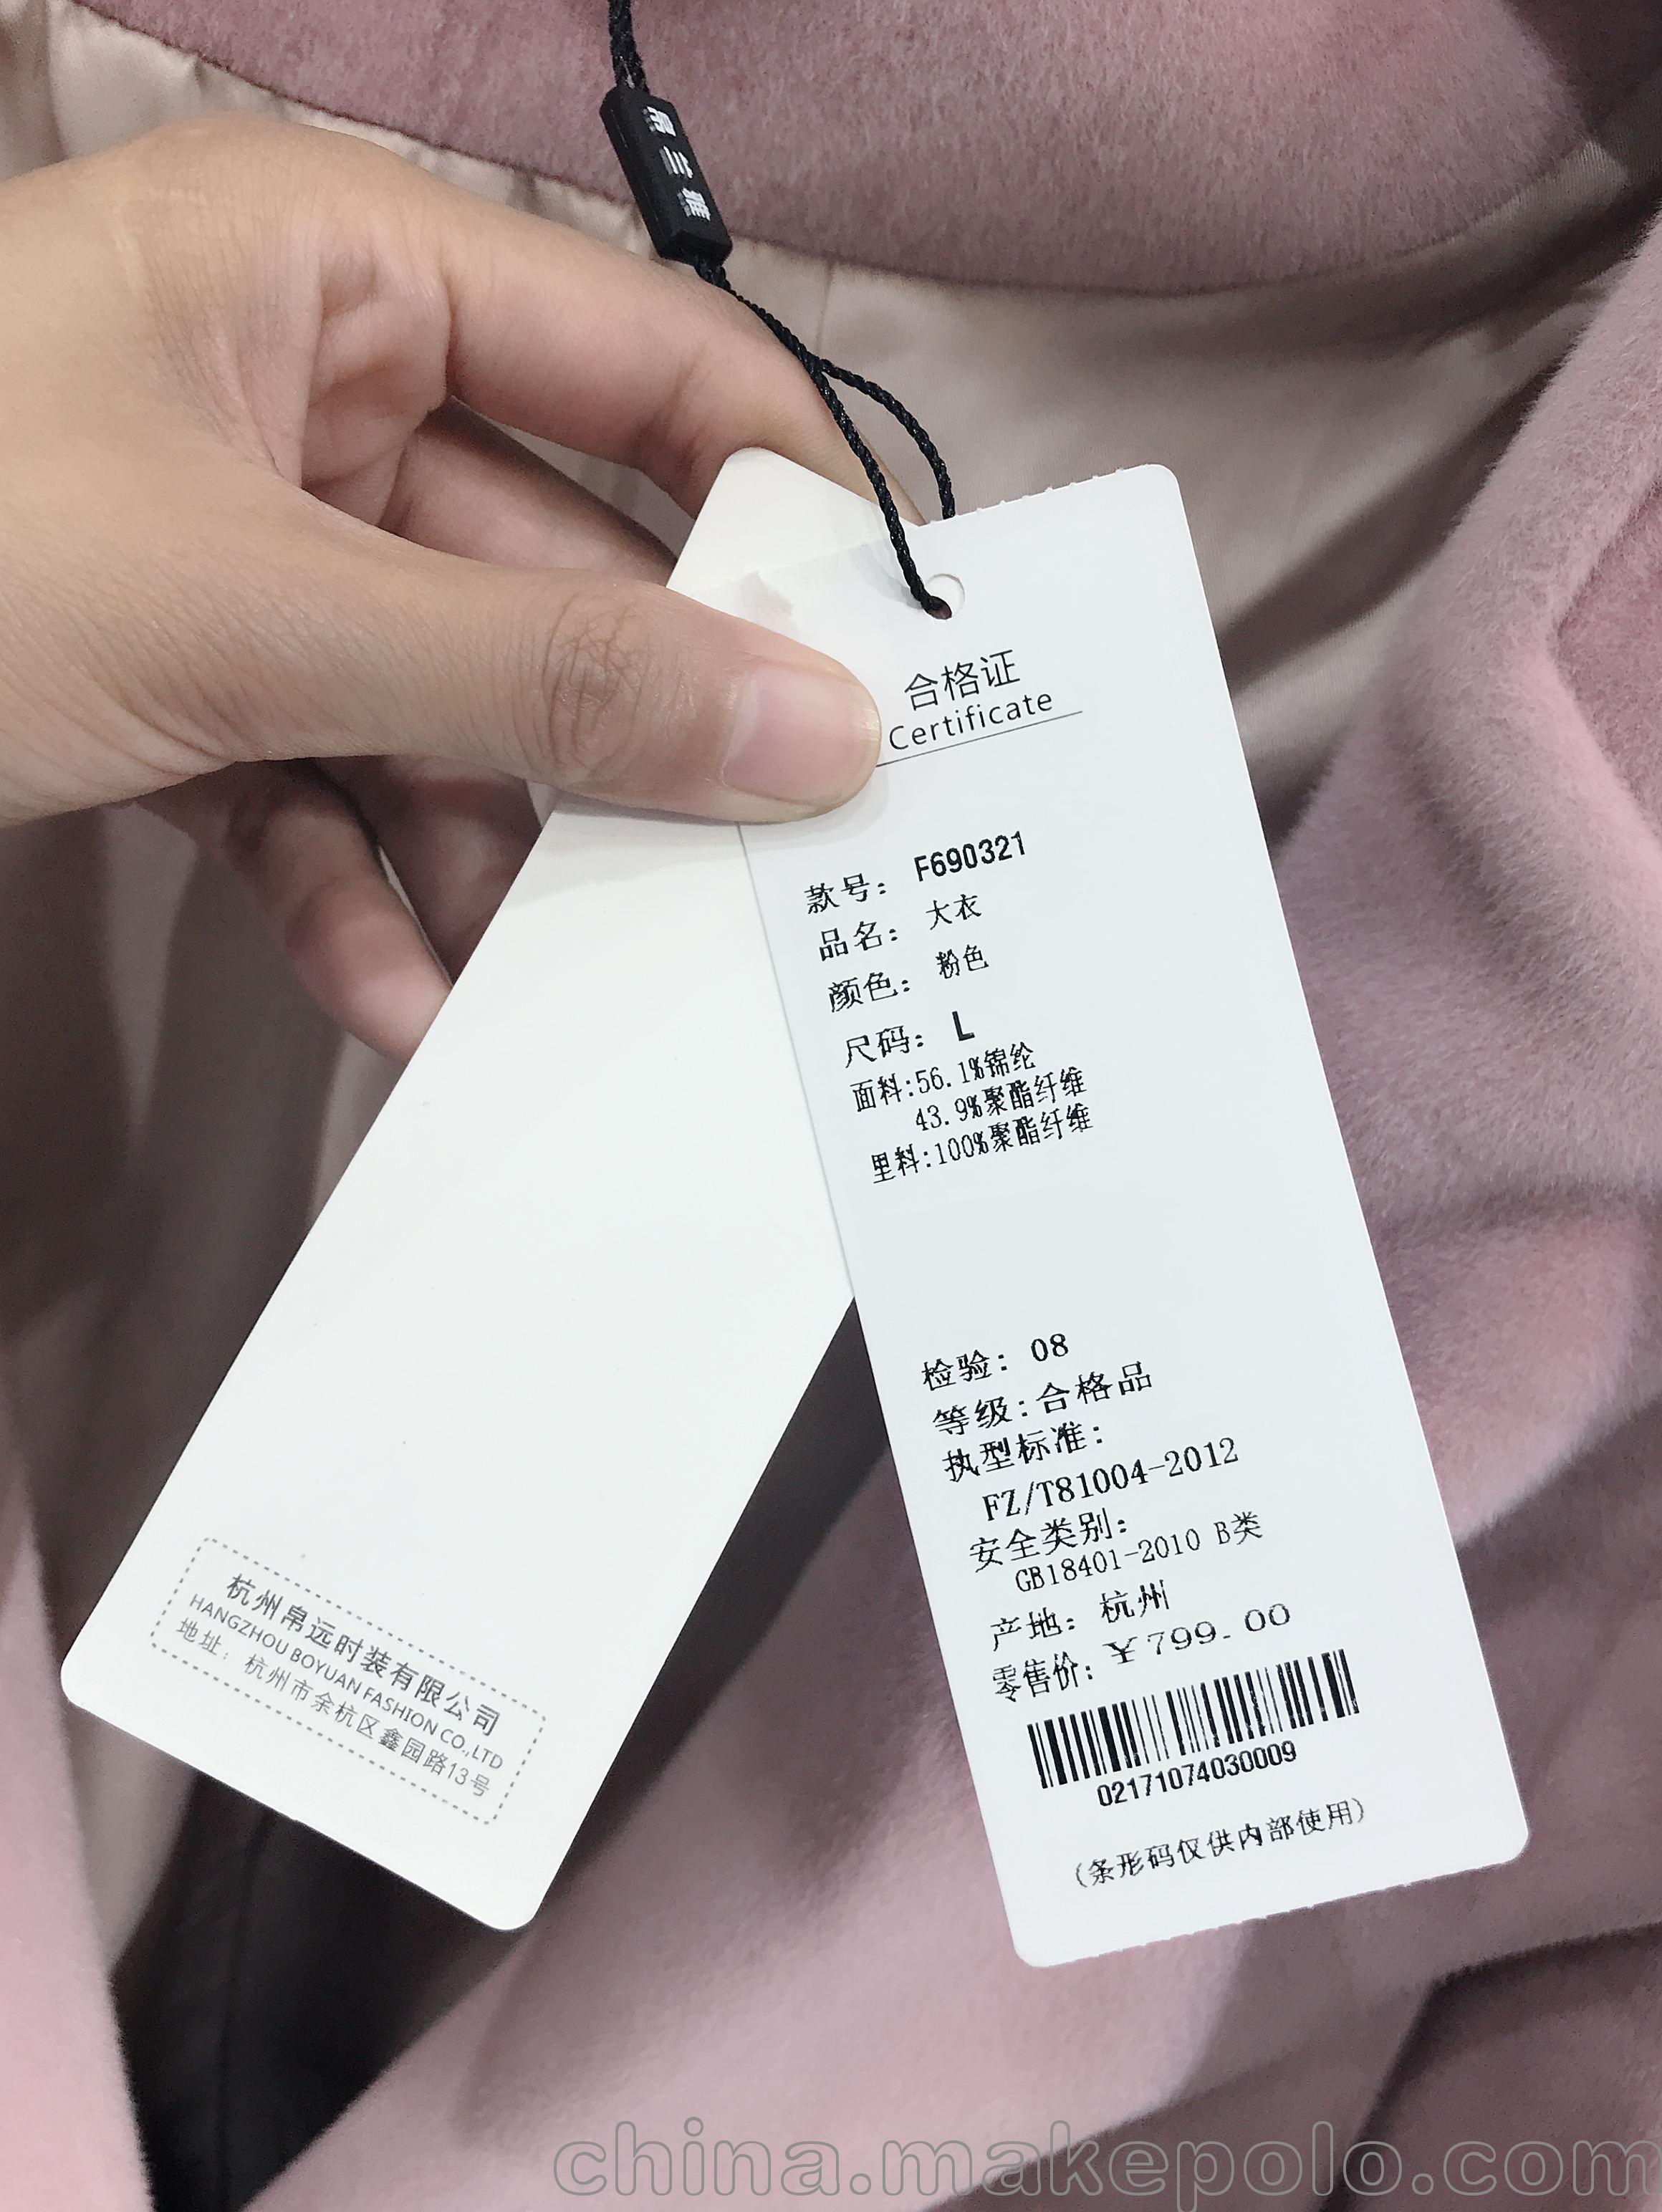 帛兰雅
合格证
Certificate
款号: F690321
品名: 大衣
颜色: 粉色
尺码: L
面料:56.1%锦纶
43.9%聚酯纤维
里料:100%聚酯纤维
检验: 08
等级:合格品
执型标准:
FZ/T81004-2012
安全类别:
GB18401-2010 B类
产地: 杭州
零售价: ¥799.00
02171074030009
(条形码仅供内部使用)
杭州帛远时装有限公司
HANGZHOU BOYUAN FASHION CO.,LTD
地址: 杭州市余杭区鑫园路13号
china.makepolo.com